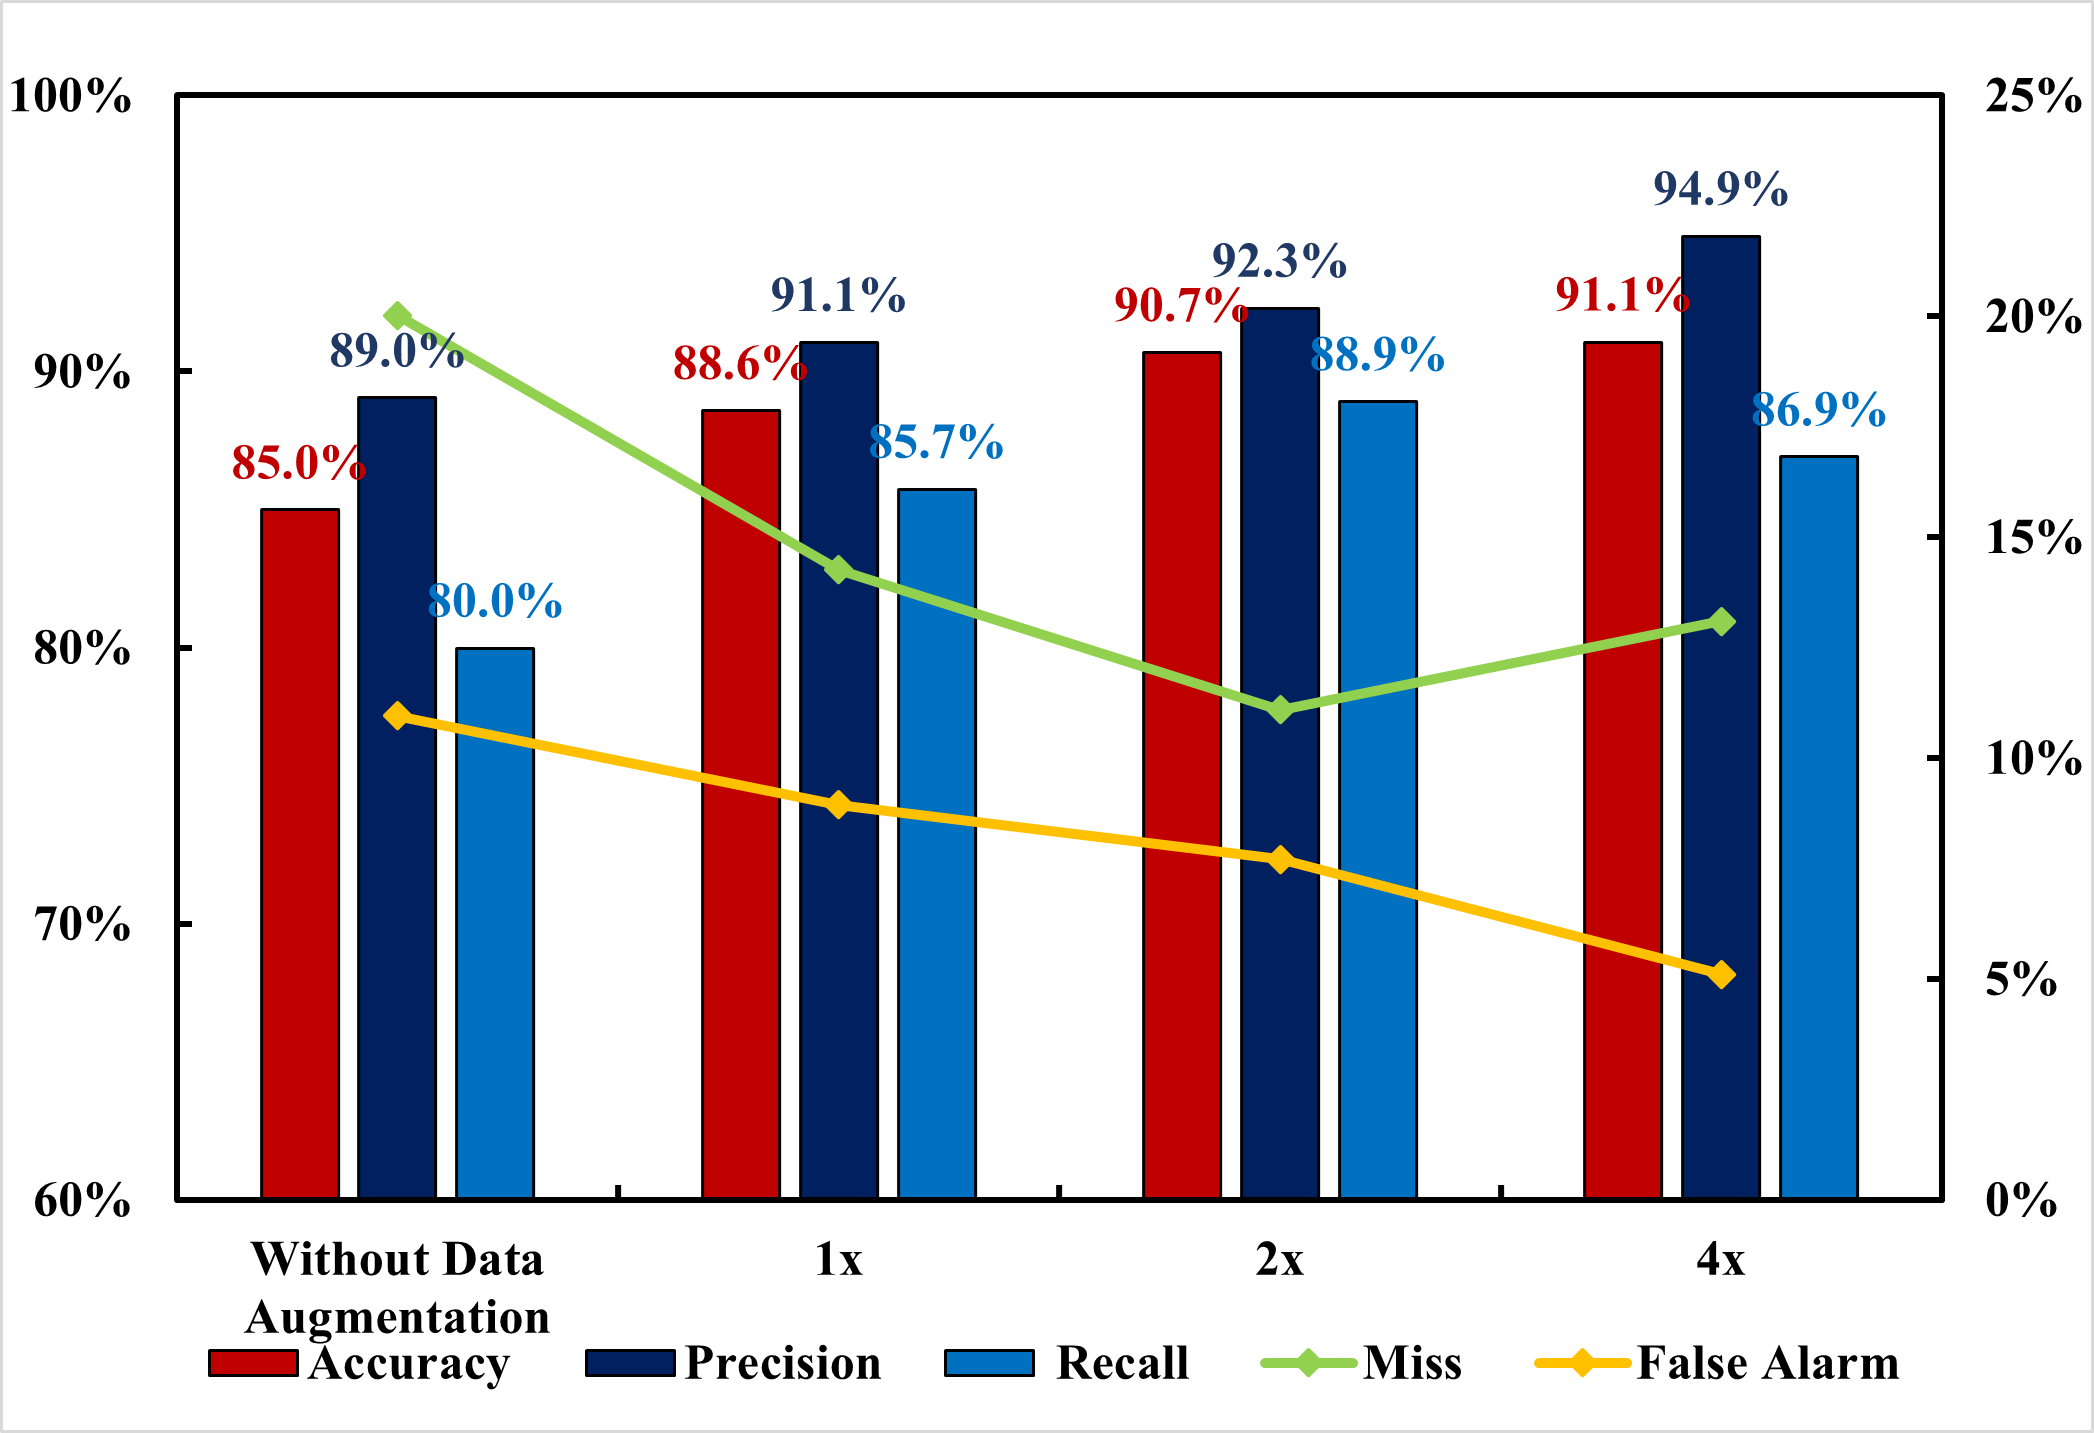 100%
90%
80%
70%
60%
25%
20%
15%
10%
5%
0%
85.0%
89.0%
80.0%
88.6%
91.1%
85.7%
90.7%
92.3%
88.9%
91.1%
94.9%
86.9%
Without Data
Augmentation
1x
2x
4x
Accuracy
Precision
Recall
Miss
False Alarm